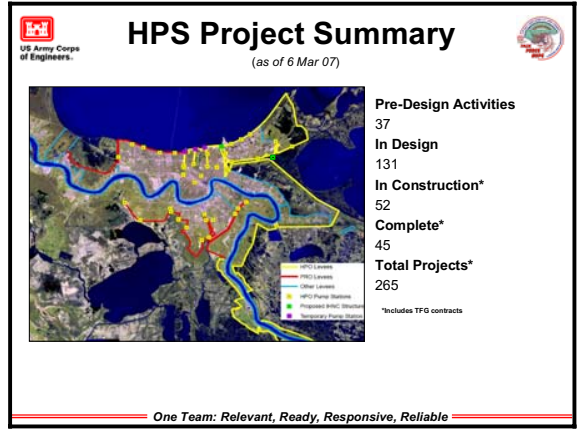 HPS Project Summary
(as of 6 Mar 07)
US Army Corps
of Engineers.
Pre-Design Activities
37
In Design
131
In Construction*
52
Complete*
45
Total Projects*
265
*Includes TFG contracts
HPO Levees
PRO Levees
Other Levees
HPO Pump Stations
Proposed IHNC Structure
Temporary Pump Station
One Team: Relevant, Ready, Responsive, Reliable